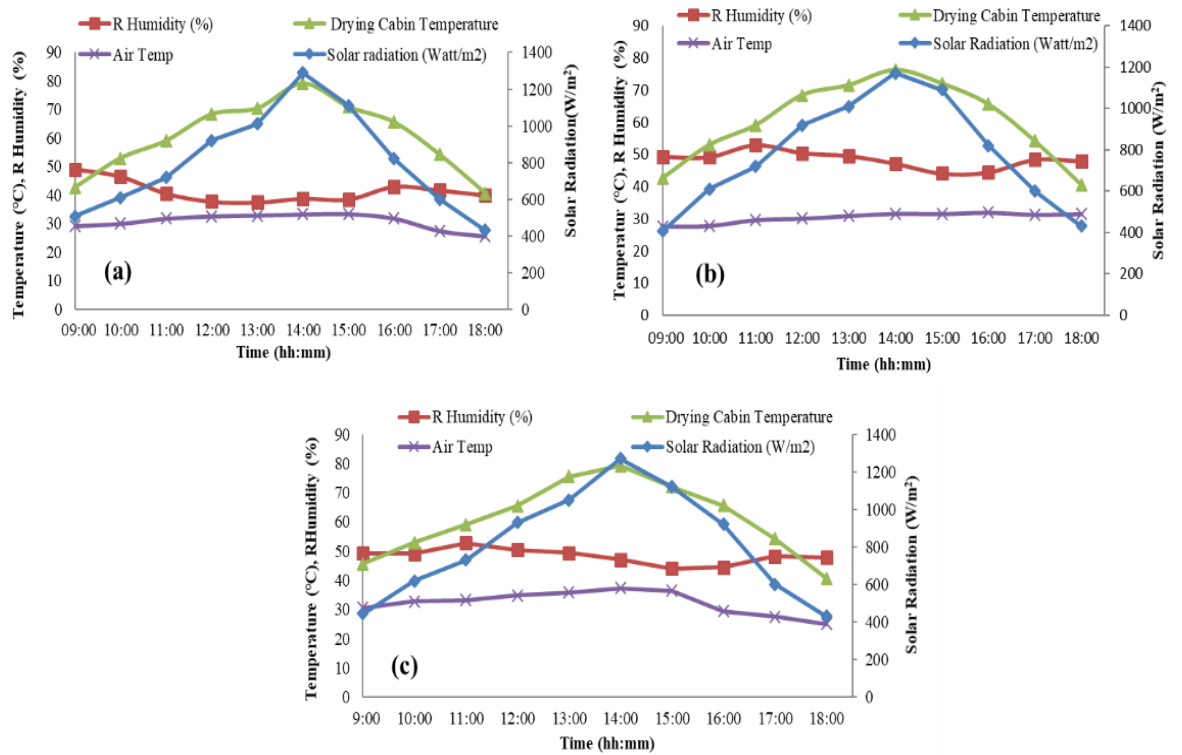 R Humidity (%)
Drying Cabin Temperature
Air Temp
Solar radiation (Watt/m2)
Temperature (°C), R Humidity (%)
90
80
70
60
50
40
30
20
10
0
1400
1200
1000
800
600
400
200
0
Solar Radiation(W/m²)
(a)
09:00 10:00 11:00 12:00 13:00 14:00 15:00 16:00 17:00 18:00
Time (hh:mm)
R Humidity (%)
Drying Cabin Temperature
Air Temp
Solar Radiation (Watt/m2)
Temperatur (°C), R Humidity (%)
90
80
70
60
50
40
30
20
10
0
1400
1200
1000
800
600
400
200
0
Solar Radiation (W/m²)
(b)
09:00 10:00 11:00 12:00 13:00 14:00 15:00 16:00 17:00 18:00
Time (hh:mm)
R Humidity (%)
Drying Cabin Temperature
Air Temp
Solar Radiation (W/m2)
Temperature (°C), RHumidity (%)
90
80
70
60
50
40
30
20
10
0
1400
1200
1000
800
600
400
200
0
Solar Radiation (W/m²)
(c)
9:00 10:00 11:00 12:00 13:00 14:00 15:00 16:00 17:00 18:00
Time (hh:mm)